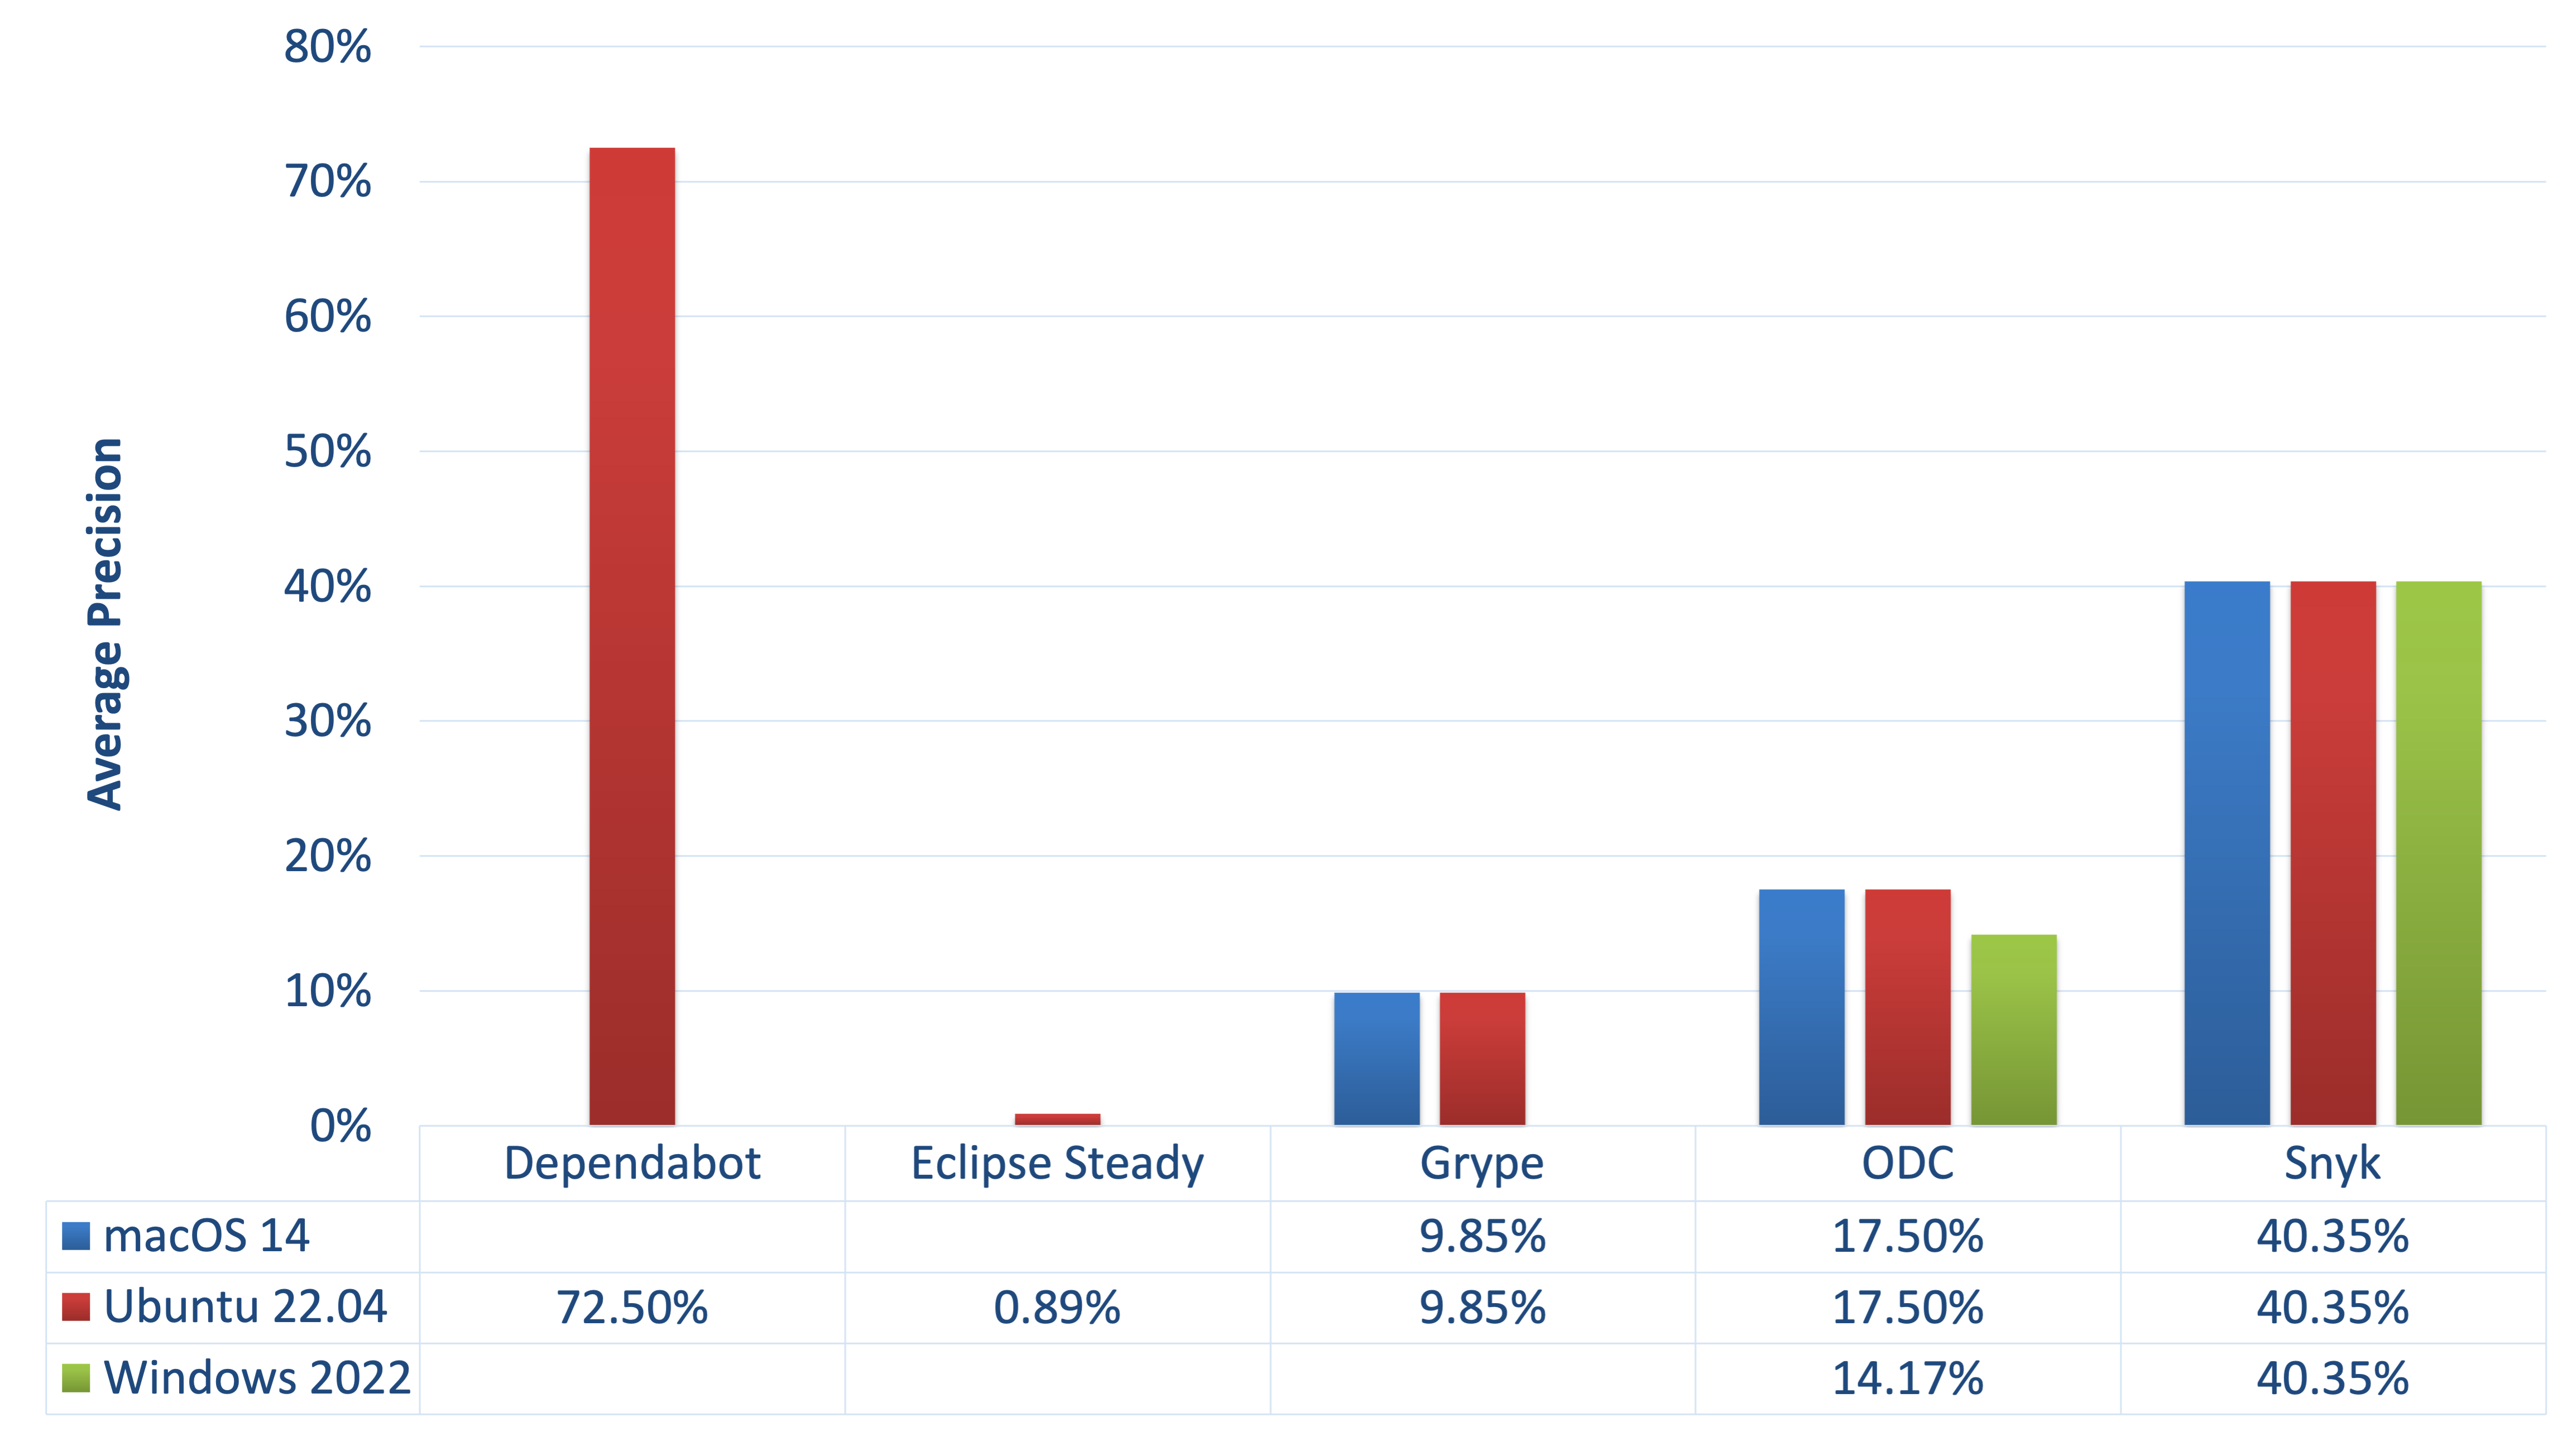 80%
70%
60%
50%
40%
30%
20%
10%
0%
Average Precision
Dependabot Eclipse Steady Grype ODC Snyk
macOS 14 9.85% 17.50% 40.35%
Ubuntu 22.04 72.50% 0.89% 9.85% 17.50% 40.35%
Windows 2022 14.17% 40.35%